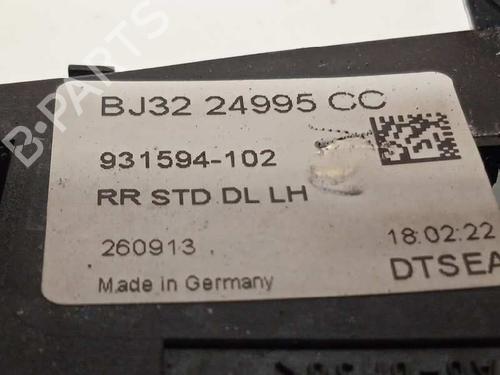 B-PARTS
BJ32 24995 CC
931594-102
RR STD DL LH
260913
18:02:22
Made in Germany
DTSEA